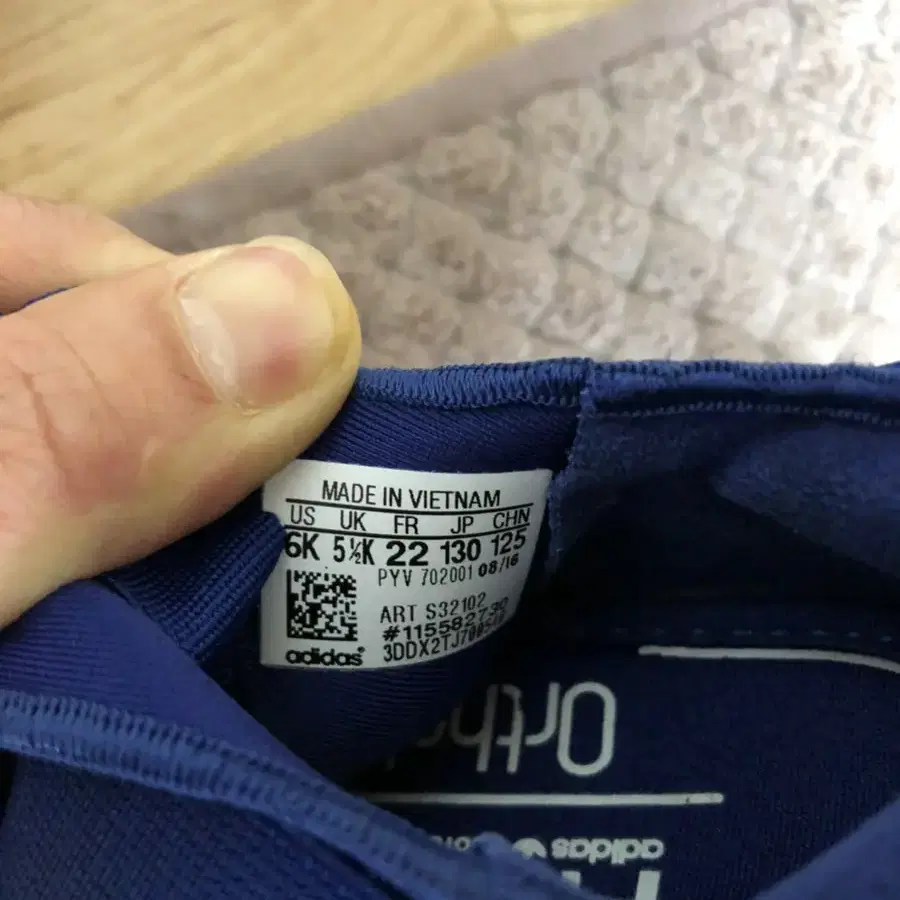 MADE IN VIETNAM
US UK FR JP CHN
6K 5½K 22 130 125
PYV 702001 08/16
ART S32102
#115582730
adidas
Ortho
adidas